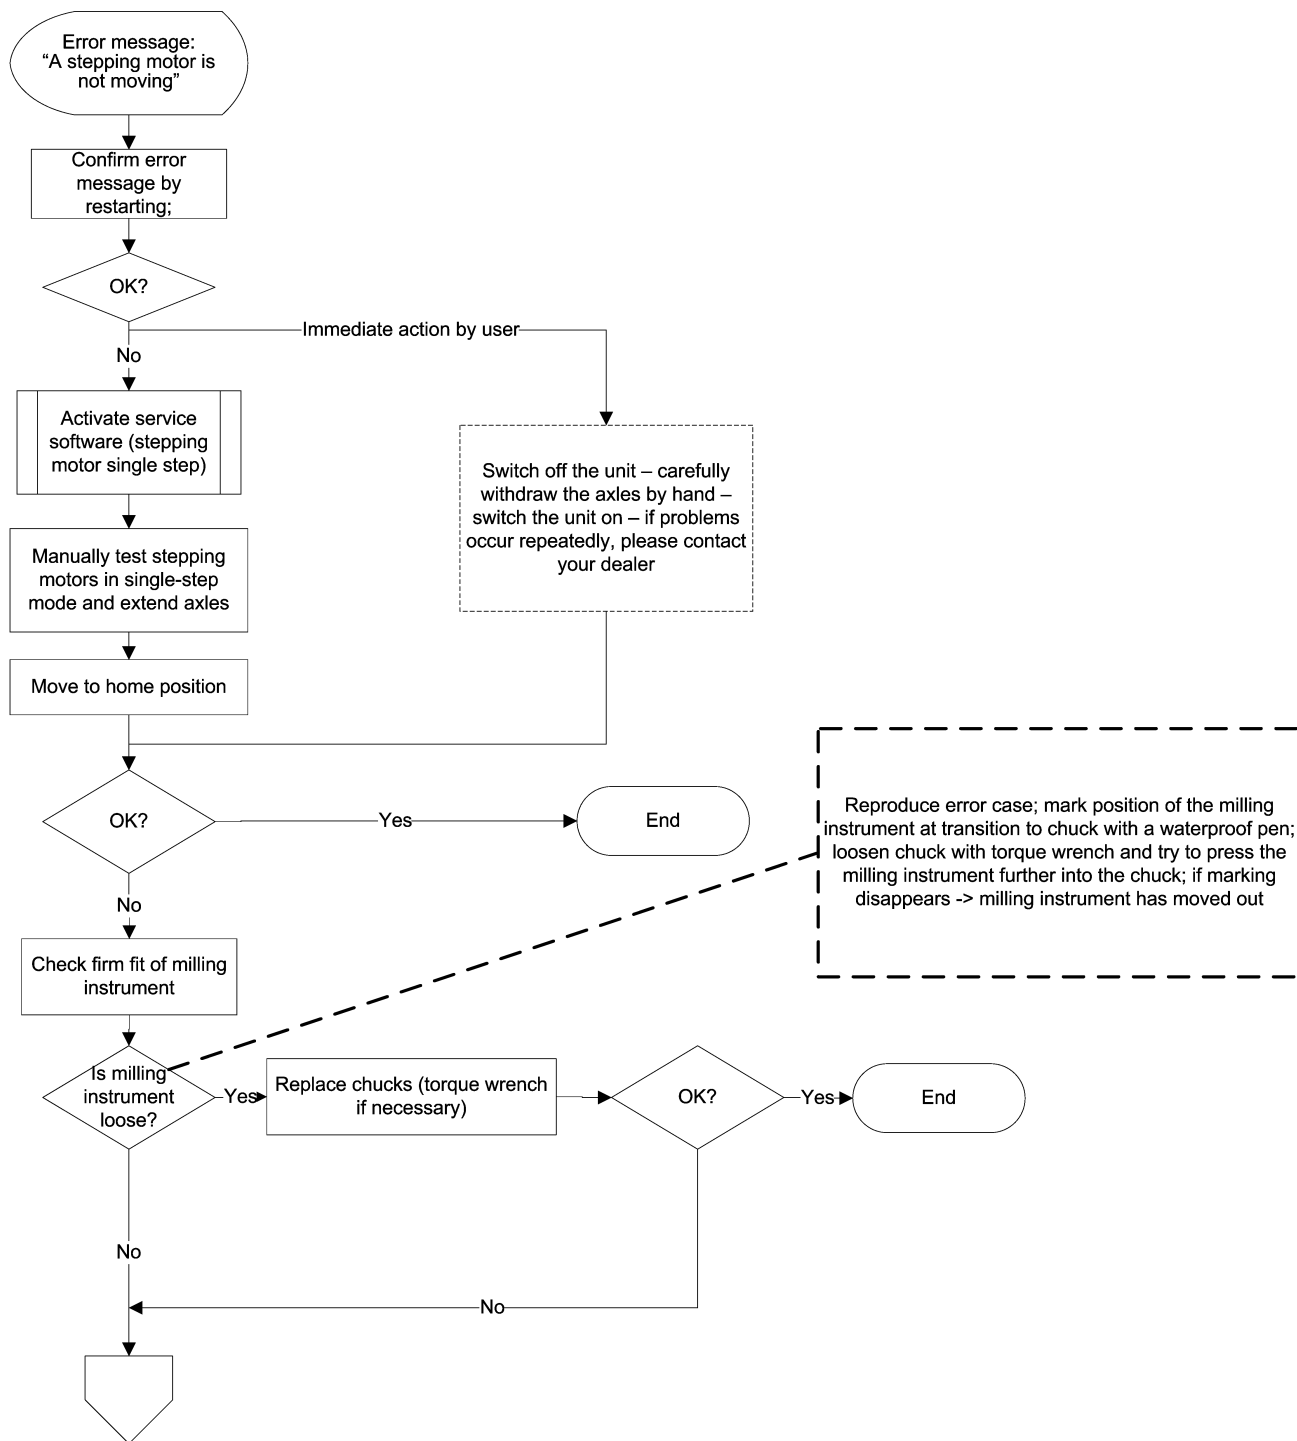 Error message:
“A stepping motor is
not moving”
Confirm error
message by
restarting;
OK?
Immediate action by user
No
Activate service
software (stepping
motor single step)
Switch off the unit – carefully
withdraw the axles by hand –
switch the unit on – if problems
occur repeatedly, please contact
your dealer
Manually test stepping
motors in single-step
mode and extend axles
Move to home position
OK?
Yes
End
Reproduce error case; mark position of the milling
instrument at transition to chuck with a waterproof pen;
loosen chuck with torque wrench and try to press the
milling instrument further into the chuck; if marking
disappears -> milling instrument has moved out
No
Check firm fit of milling
instrument
Is milling
instrument
loose?
Yes
Replace chucks (torque wrench
if necessary)
OK?
Yes
End
No
No